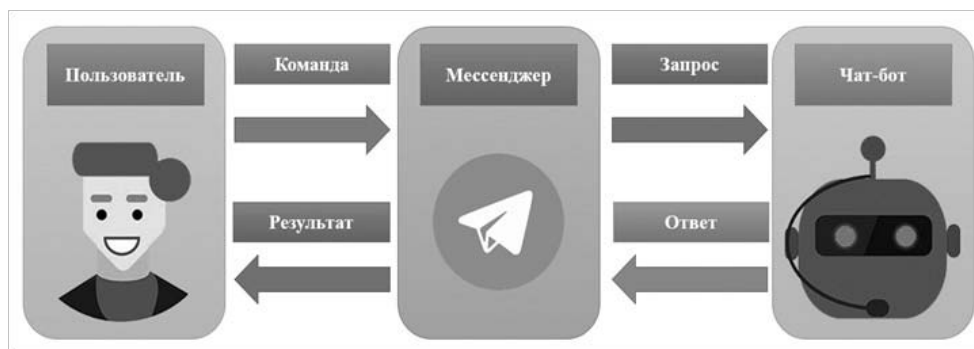 Пользователь
Команда
Мессенджер
Запрос
Чат-бот
Результат
Ответ